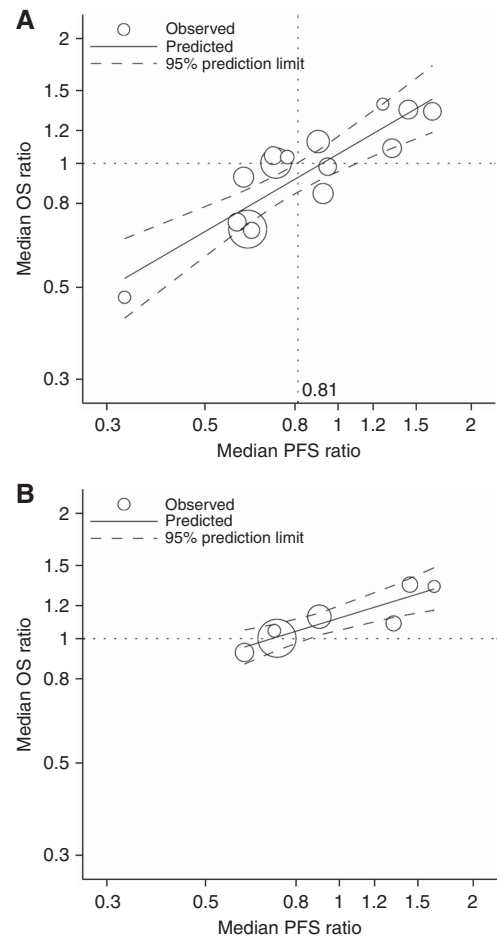 A
Observed
Predicted
95% prediction limit
2
1.5
1.2
1
0.8
0.5
0.3
Median OS ratio
0.81
0.3 0.5 0.8 1 1.2 1.5 2
Median PFS ratio
B
Observed
Predicted
95% prediction limit
2
1.5
1.2
1
0.8
0.5
0.3
Median OS ratio
0.3 0.5 0.8 1 1.2 1.5 2
Median PFS ratio